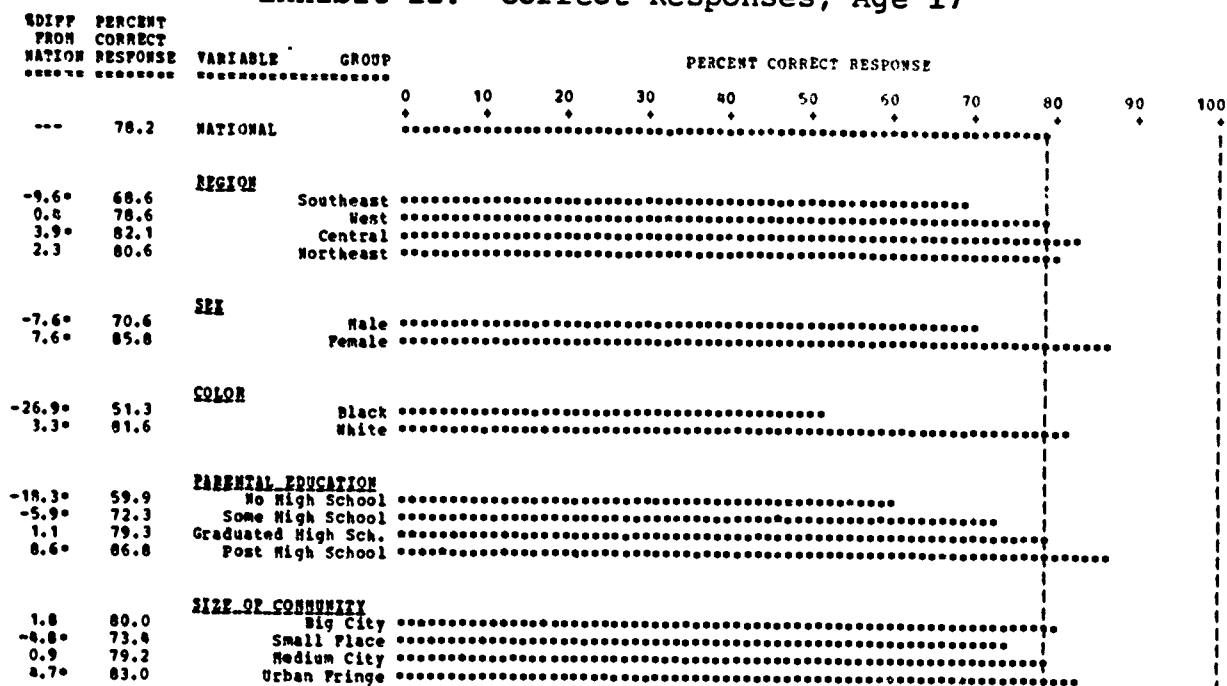 Correct Responses, Age 17
%DIFF FROM NATION PERCENT CORRECT RESPONSE VARIABLE GROUP PERCENT CORRECT RESPONSE
0 10 20 30 40 50 60 70 80 90 100
--- 78.2 NATIONAL
REGION
-9.6* 68.6 Southeast
0.4 78.6 West
3.9* 82.1 Central
2.3 80.6 Northeast
SEX
-7.6* 70.6 Male
7.6* 85.8 Female
COLOR
-26.9* 51.3 Black
3.3* 81.6 White
PARENTAL EDUCATION
-18.3* 59.9 No High School
-5.9* 72.3 Some High School
1.1 79.3 Graduated High Sch.
8.6* 86.8 Post High School
SIZE OF COMMUNITY
1.8 80.0 Big City
-4.8* 73.4 Small Place
0.9 79.2 Medium City
4.7* 83.0 Urban Fringe